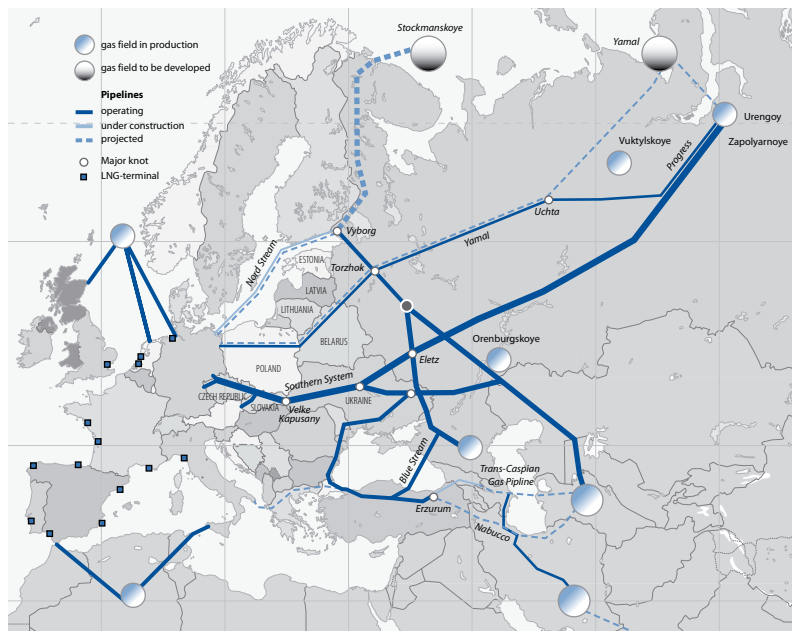 Stockmanskoye
Yamal
gas field in production
gas field to be developed
Pipelines
operating
under construction
projected
Major knot
LNG-terminal
Urengoy
Zapolyarnoye
Vuktylskoye
Progress
Uchta
Vyborg
Yamal
Nord Stream
ESTONIA
Torzhok
LATVIA
LITHUANIA
BELARUS
Orenburgskoye
Eletz
POLAND
Southern System
CZECH REPUBLIC
SLOVAKIA
Velke
Kapusany
UKRAINE
Blue Stream
Trans-Caspian
Gas Pipline
Erzurum
Nabucco